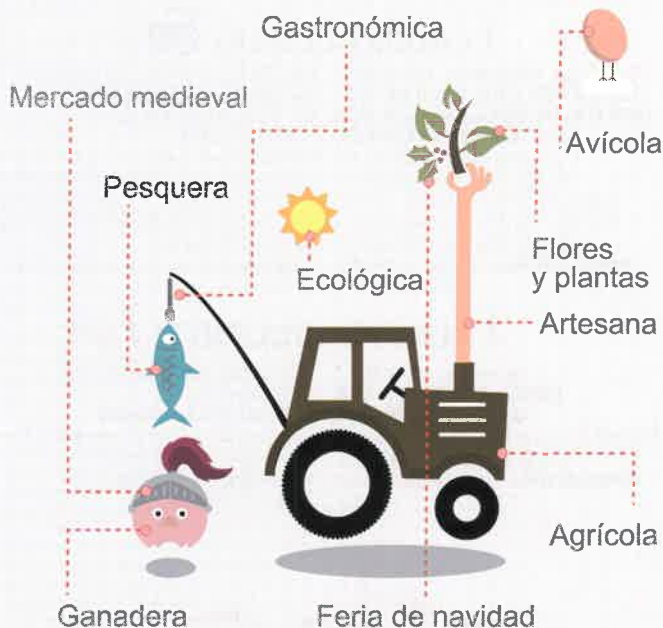 Gastronómica
Mercado medieval
Avícola
Pesquera
Flores
y plantas
Ecológica
Artesana
Agrícola
Ganadera
Feria de navidad